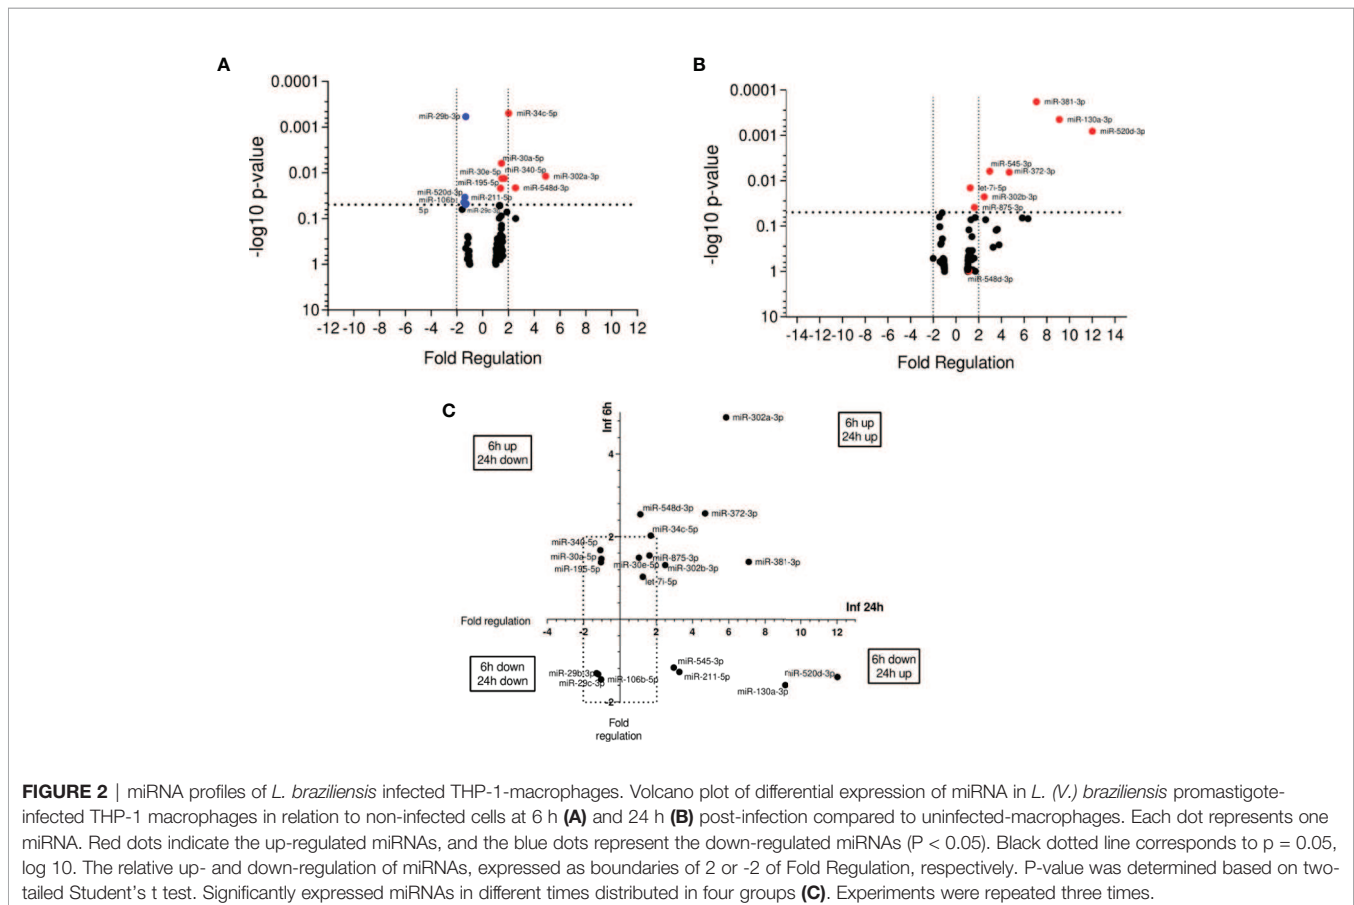 A
0.0001
0.001
0.01
0.1
1
10
-log10 p-value
miR-29b-3p
miR-34c-5p
miR-30a-5p
miR-30e-5p
miR-340-5p
miR-195-5p
miR-302a-3p
miR-548d-3p
miR-520d-3p
miR-106b-
5p
miR-211-5p
miR-29c-3p
-12 -10 -8 -6 -4 -2 0 2 4 6 8 10 12
Fold Regulation
B
0.0001
0.001
0.01
0.1
1
10
-log10 p-value
miR-381-3p
miR-130a-3p
miR-520d-3p
miR-545-3p
miR-372-3p
let-7i-5p
miR-302b-3p
miR-875-3p
miR-548d-3p
-14 -12 -10 -8 -6 -4 -2 0 2 4 6 8 10 12 14
Fold Regulation
C
Inf 6h
miR-302a-3p
6h up
24h down
6h up
24h up
4
miR-548d-3p
miR-372-3p
miR-34c-5p
2
miR-340-5p
miR-30a-5p
miR-195-5p
miR-875-3p
miR-30e-5p
miR-302b-3p
miR-381-3p
let-7i-5p
Inf 24h
Fold regulation
-4 -2 2 4 6 8 10 12
6h down
24h down
6h down
24h up
miR-545-3p
miR-29b-3p
miR-211-5p
miR-520d-3p
miR-29c-3p
miR-106b-5p
miR-130a-3p
-2
Fold
regulation
FIGURE 2 | miRNA profiles of L. braziliensis infected THP-1-macrophages. Volcano plot of differential expression of miRNA in L. (V.) braziliensis promastigote-
infected THP-1 macrophages in relation to non-infected cells at 6 h (A) and 24 h (B) post-infection compared to uninfected-macrophages. Each dot represents one
miRNA. Red dots indicate the up-regulated miRNAs, and the blue dots represent the down-regulated miRNAs (P < 0.05). Black dotted line corresponds to p = 0.05,
log 10. The relative up- and down-regulation of miRNAs, expressed as boundaries of 2 or -2 of Fold Regulation, respectively. P-value was determined based on two-
tailed Student's t test. Significantly expressed miRNAs in different times distributed in four groups (C). Experiments were repeated three times.